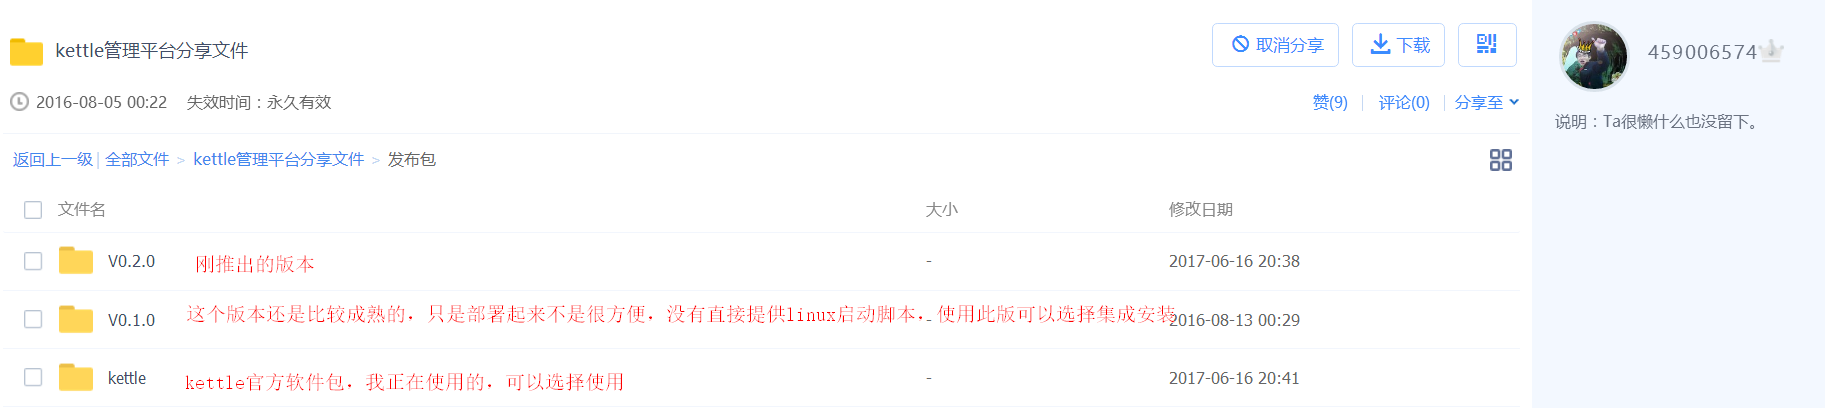 kettle管理平台分享文件
取消分享
下载
459006574
2016-08-05 00:22 失效时间：永久有效
赞(9) | 评论(0) | 分享至
说明：Ta很懒什么也没留下。
返回上一级 | 全部文件 > kettle管理平台分享文件 > 发布包
文件名 大小 修改日期
V0.2.0 刚推出的版本 - 2017-06-16 20:38
V0.1.0 这个版本还是比较成熟的，只是部署起来不是很方便，没有直接提供linux启动脚本，使用此版可以选择集成安装 - 2016-08-13 00:29
kettle kettle官方软件包，我正在使用的，可以选择使用 - 2017-06-16 20:41